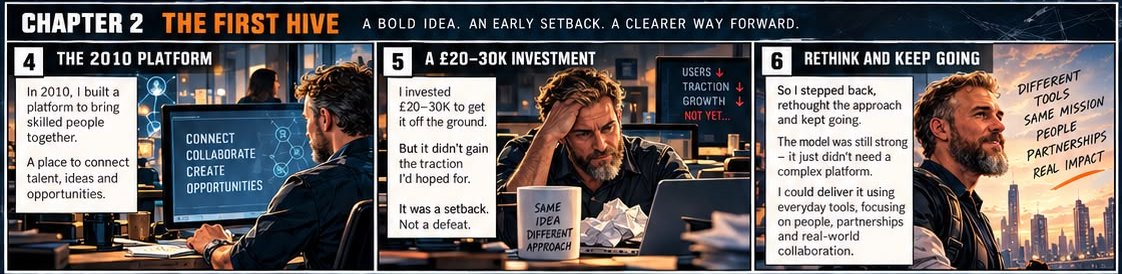 CHAPTER 2 THE FIRST HIVE A BOLD IDEA. AN EARLY SETBACK. A CLEARER WAY FORWARD.
4 THE 2010 PLATFORM
In 2010, I built a
platform to bring
skilled people
together.
A place to connect
talent, ideas and
opportunities.
CONNECT
COLLABORATE
CREATE
OPPORTUNITIES
5 A £20–30K INVESTMENT
I invested
£20–30K to get
it off the ground.
But it didn't gain
the traction
I'd hoped for.
It was a setback.
Not a defeat.
USERS ↓
TRACTION ↓
GROWTH ↓
NOT YET...
SAME
IDEA
DIFFERENT
APPROACH
6 RETHINK AND KEEP GOING
So I stepped back,
rethought the approach
and kept going.
The model was still strong
– it just didn't need a
complex platform.
I could deliver it using
everyday tools, focusing
on people, partnerships
and real-world
collaboration.
DIFFERENT
TOOLS
SAME MISSION
PEOPLE
PARTNERSHIPS
REAL IMPACT